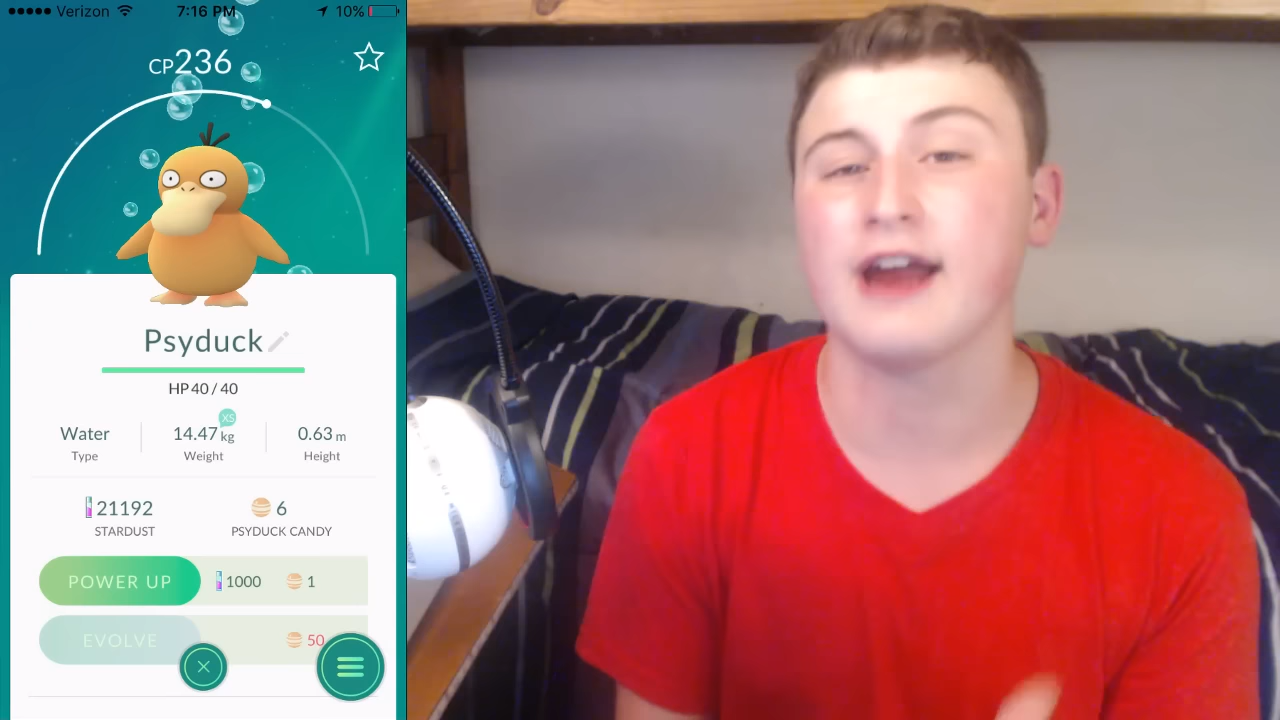 Verizon 7:16 PM 10%
CP236
Psyduck
HP 40 / 40
XS
Water 14.47 kg 0.63 m
Type Weight Height
21192 6
STARDUST PSYDUCK CANDY
POWER UP 1000 1
EVOLVE 50